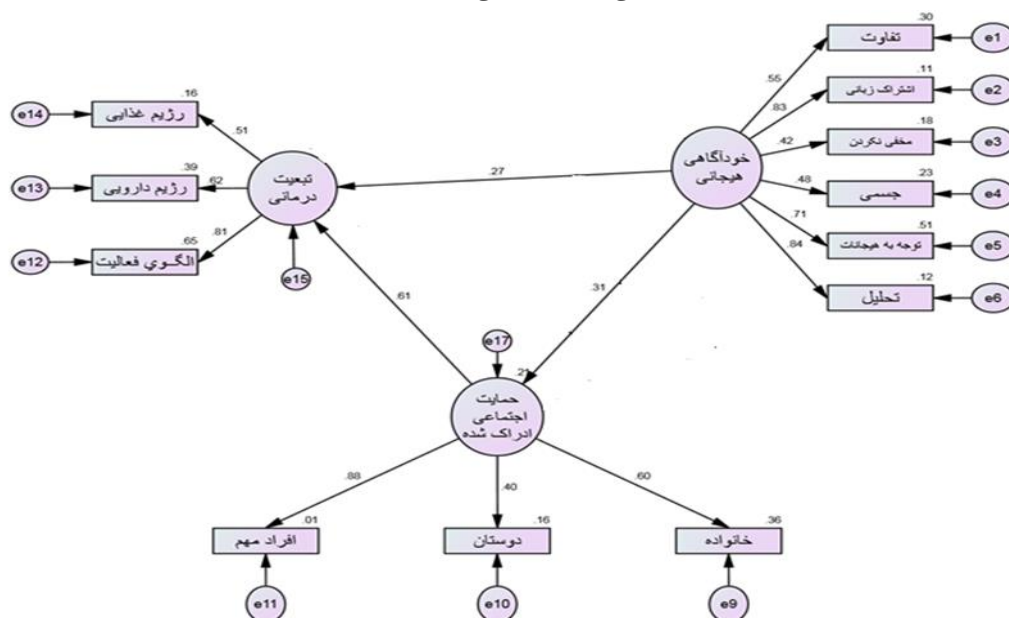 .30
تفاوت
e1
.55
.11
اشتراک زبانی
e2
.83
.18
مخفی نکردن
e3
.42
خودآگاهی
هیجانی
.23
جسمی
e4
.48
.51
توجه به هیجانات
e5
.71
.12
تحلیل
e6
.84
.16
رژیم غذایی
e14
.51
.39
رژیم دارویی
e13
.62
تبعیت
درمانی
.65
الگوي فعالیت
e12
.81
e15
.27
.61
.31
e17
.21
حمایت
اجتماعی
ادراک شده
.88
.40
.60
.01
افراد مهم
e11
.16
دوستان
e10
.36
خانواده
e9